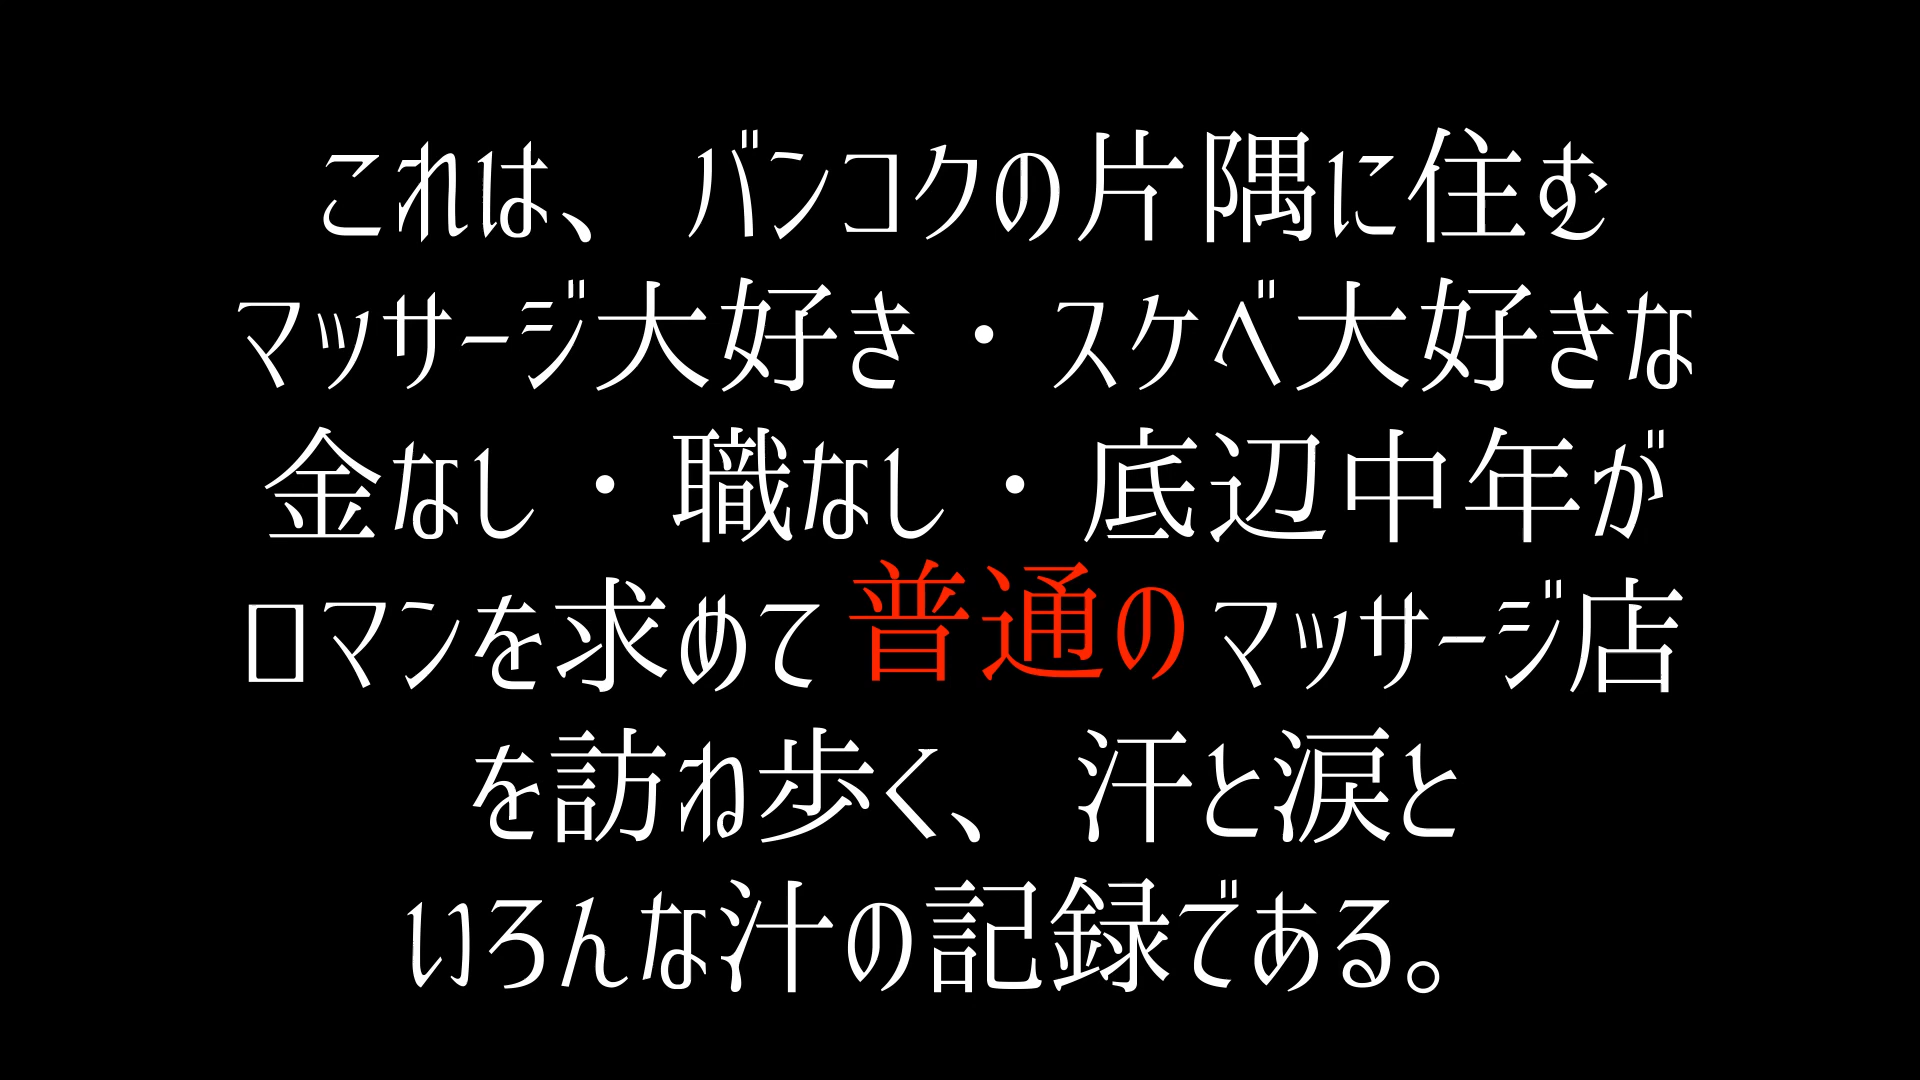 これは、バンコクの片隅に住む
マッサージ大好き・スケベ大好きな
金なし・職なし・底辺中年が
ロマンを求めて普通のマッサージ店
を訪ね歩く、汗と涙と
いろんな汁の記録である。